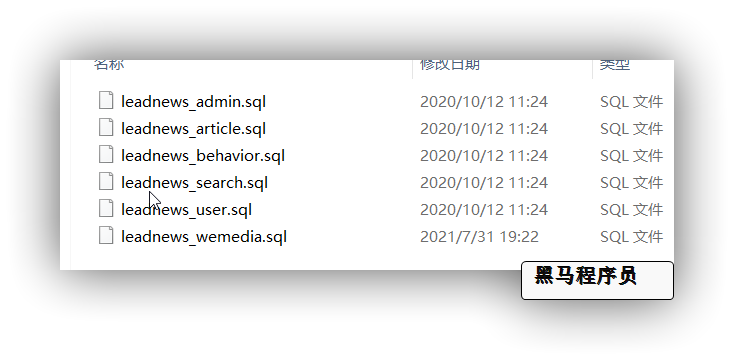 名称 修改日期 类型
leadnews_admin.sql 2020/10/12 11:24 SQL 文件
leadnews_article.sql 2020/10/12 11:24 SQL 文件
leadnews_behavior.sql 2020/10/12 11:24 SQL 文件
leadnews_search.sql 2020/10/12 11:24 SQL 文件
leadnews_user.sql 2020/10/12 11:24 SQL 文件
leadnews_wemedia.sql 2021/7/31 19:22 SQL 文件
黑马程序员